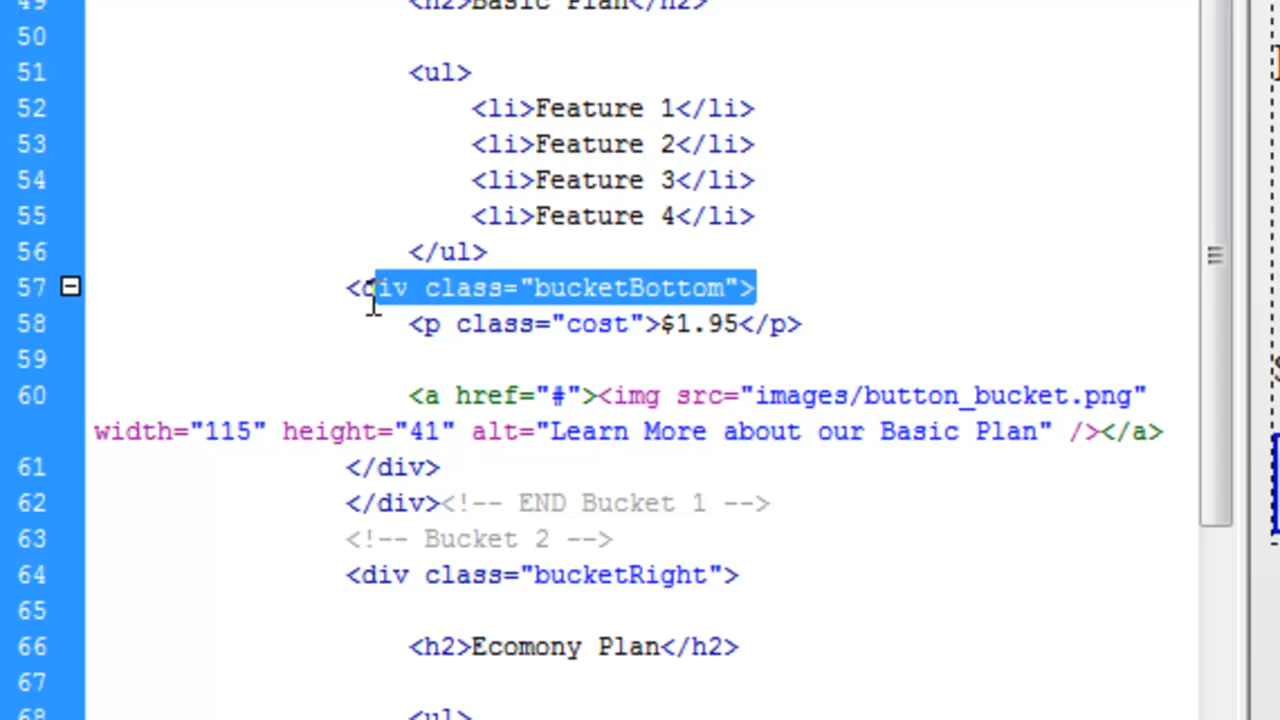 49 <h2>Basic Plan</h2>
50
51 <ul>
52 <li>Feature 1</li>
53 <li>Feature 2</li>
54 <li>Feature 3</li>
55 <li>Feature 4</li>
56 </ul>
57 <div class="bucketBottom">
58 <p class="cost">$1.95</p>
59
60 <a href="#"><img src="images/button_bucket.png"
width="115" height="41" alt="Learn More about our Basic Plan" /></a>
61 </div>
62 </div><!-- END Bucket 1 -->
63 <!-- Bucket 2 -->
64 <div class="bucketRight">
65
66 <h2>Ecomony Plan</h2>
67
68 <ul>